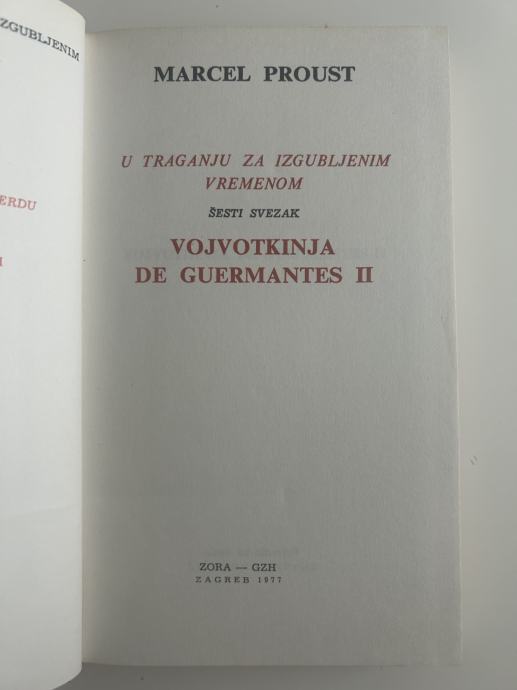 IZGUBLJENIM
ERDU
I
MARCEL PROUST
U TRAGANJU ZA IZGUBLJENIM
VREMENOM
ŠESTI SVEZAK
VOJVOTKINJA
DE GUERMANTES II
ZORA — GZH
ZAGREB 1977